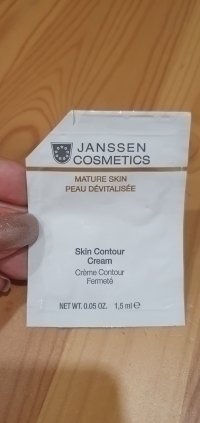 JANSSEN
COSMETICS
MATURE SKIN
PEAU DÉVITALISÉE
Skin Contour
Cream
Crème Contour
Fermeté
NET WT. 0.05 OZ. 1,5 ml ℮